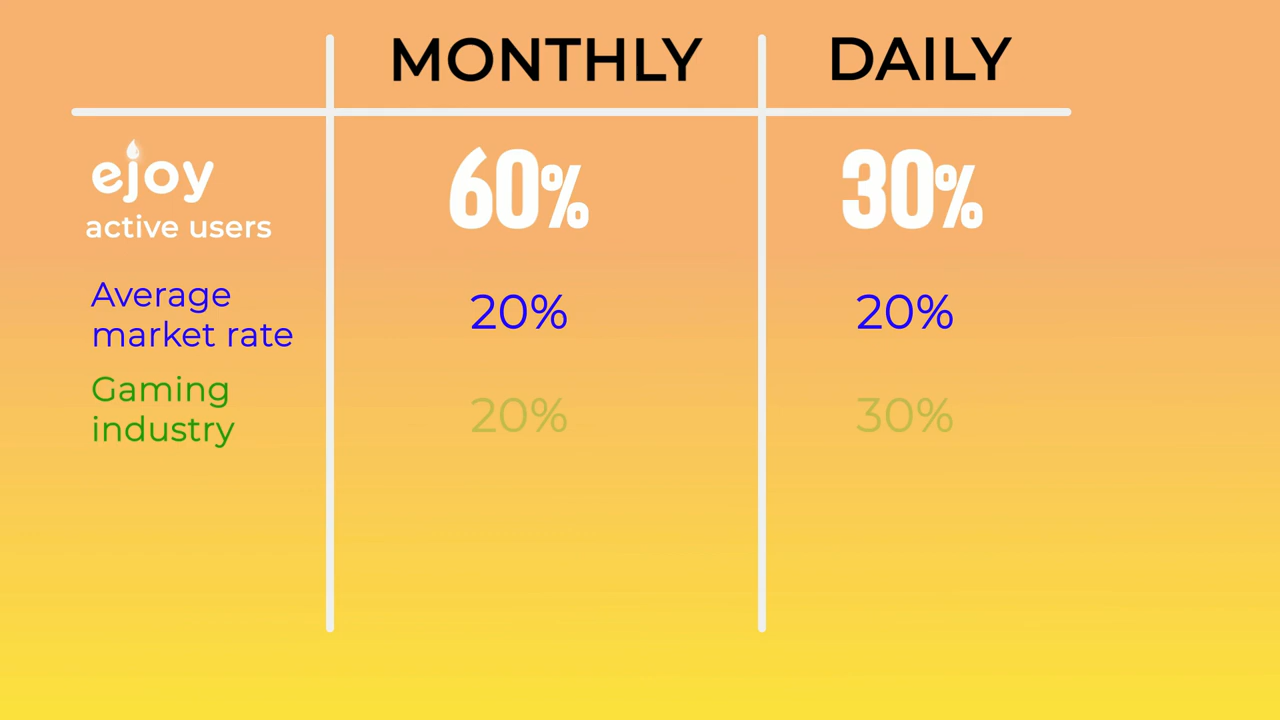 MONTHLY DAILY
ejoy
active users 60% 30%
Average
market rate 20% 20%
Gaming
industry 20% 30%